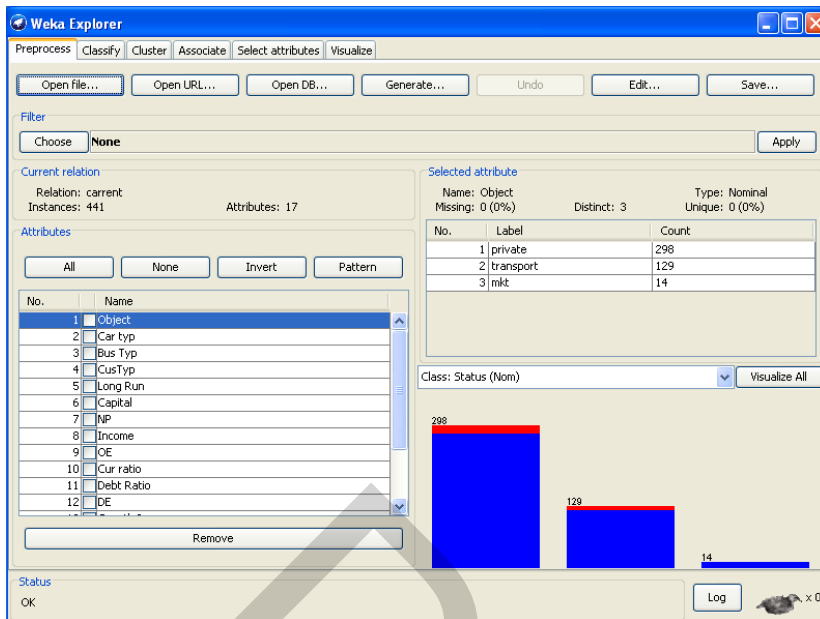 Weka Explorer
Preprocess Classify Cluster Associate Select attributes Visualize
Open file... Open URL... Open DB... Generate... Undo Edit... Save...
Filter
Choose None Apply
Current relation
Relation: carrent
Instances: 441 Attributes: 17
Attributes
All None Invert Pattern
No. Name
1 Object
2 Car typ
3 Bus Typ
4 CusTyp
5 Long Run
6 Capital
7 NP
8 Income
9 OE
10 Cur ratio
11 Debt Ratio
12 DE
Remove
Selected attribute
Name: Object Type: Nominal
Missing: 0 (0%) Distinct: 3 Unique: 0 (0%)
No. Label Count
1 private 298
2 transport 129
3 mkt 14
Class: Status (Nom) Visualize All
298
129
14
Status
OK Log x 0